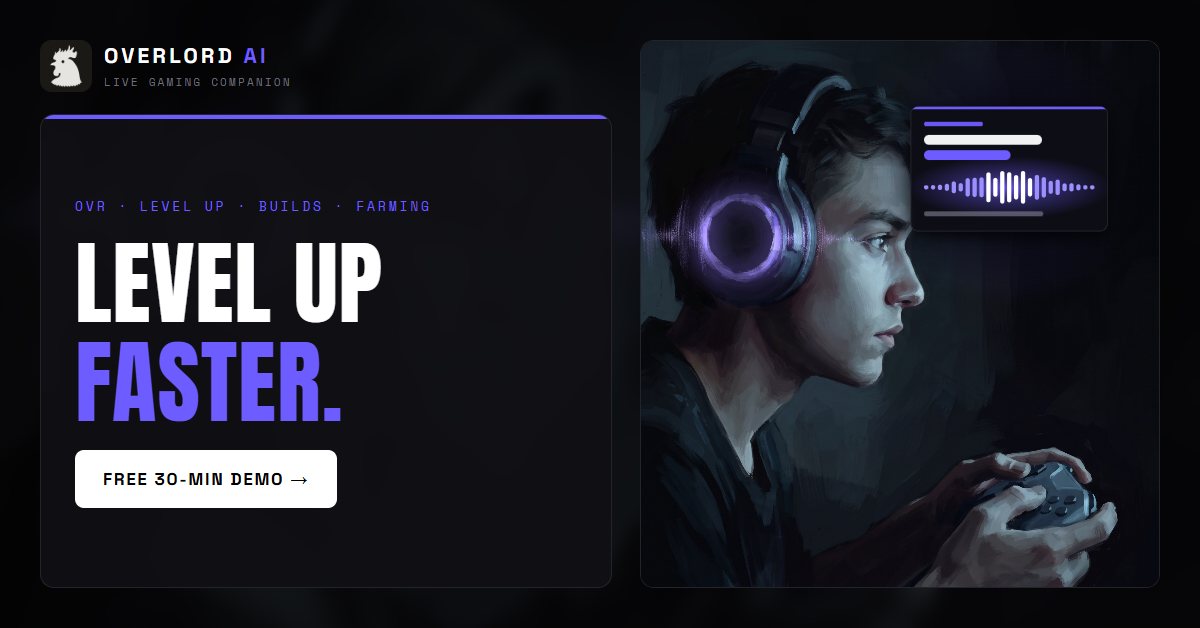 OVERLORD AI
LIVE GAMING COMPANION
OVR · LEVEL UP · BUILDS · FARMING
LEVEL UP
FASTER.
FREE 30-MIN DEMO →